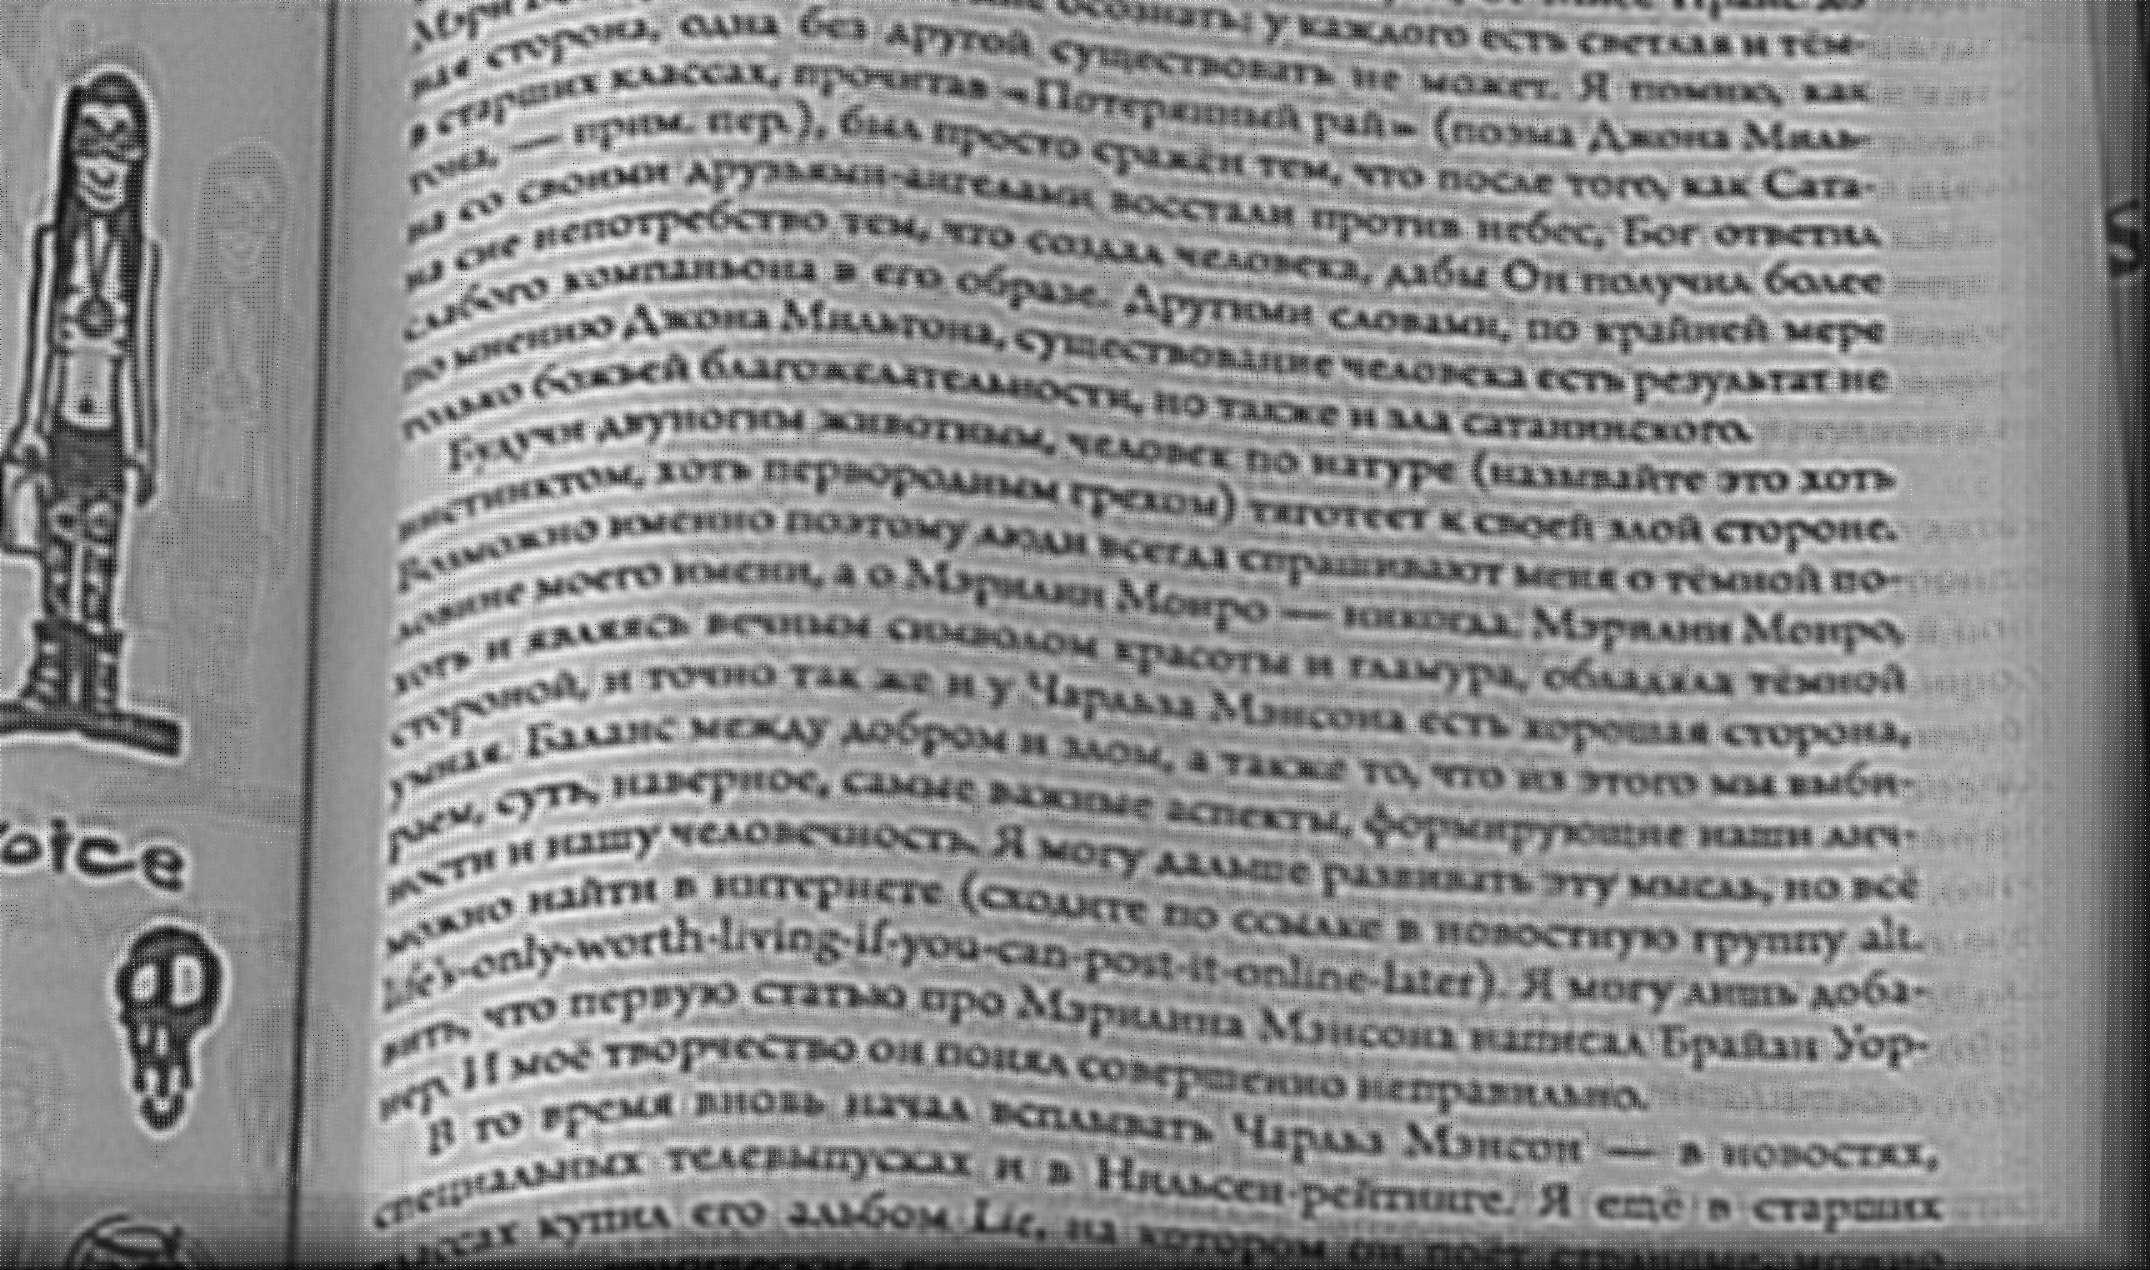 осознать: у каждого есть светлая и тём-
ная сторона, одна без другой существовать не может. Я помню, как
в старших классах, прочитав «Потерянный рай» (поэма Джона Миль-
тона, — прим. пер.), был просто сражён тем, что после того, как Сата-
на со своими друзьями-ангелами восстали против небес, Бог ответил
на сие непотребство тем, что создал человека, дабы Он получил более
слабого компаньона в его образе. Другими словами, по крайней мере
по мнению Джона Мильтона, существование человека есть результат не
только божьей благожелательности, но также и зла сатанинского.
Будучи двуногим животным, человек по натуре (называйте это хоть
инстинктом, хоть первородным грехом) тяготеет к своей злой стороне.
Возможно именно поэтому люди всегда спрашивают меня о тёмной по-
ловине моего имени, а о Мэрилин Монро — никогда. Мэрилин Монро,
хоть и являясь вечным символом красоты и гламура, обладала тёмной
стороной, и точно так же и у Чарльза Мэнсона есть хорошая сторона,
умная. Баланс между добром и злом, а также то, что из этого мы выби-
раем, суть, наверное, самые важные аспекты, формирующие наши лич-
ности и нашу человечность. Я могу дальше развивать эту мысль, но всё
можно найти в интернете (сходите по ссылке в новостную группу alt.
Life's-only-worth-living-if-you-can-post-it-online-later). Я могу лишь доба-
вить, что первую статью про Мэрилина Мэнсона написал Брайан Уор-
нер. И моё творчество он понял совершенно неправильно.
В то время вновь начал всплывать Чарльз Мэнсон — в новостях,
специальных телевыпусках и в Нильсен-рейтинге. Я ещё в старших
классах купил его альбом Lie, на котором он поёт странные,
oice